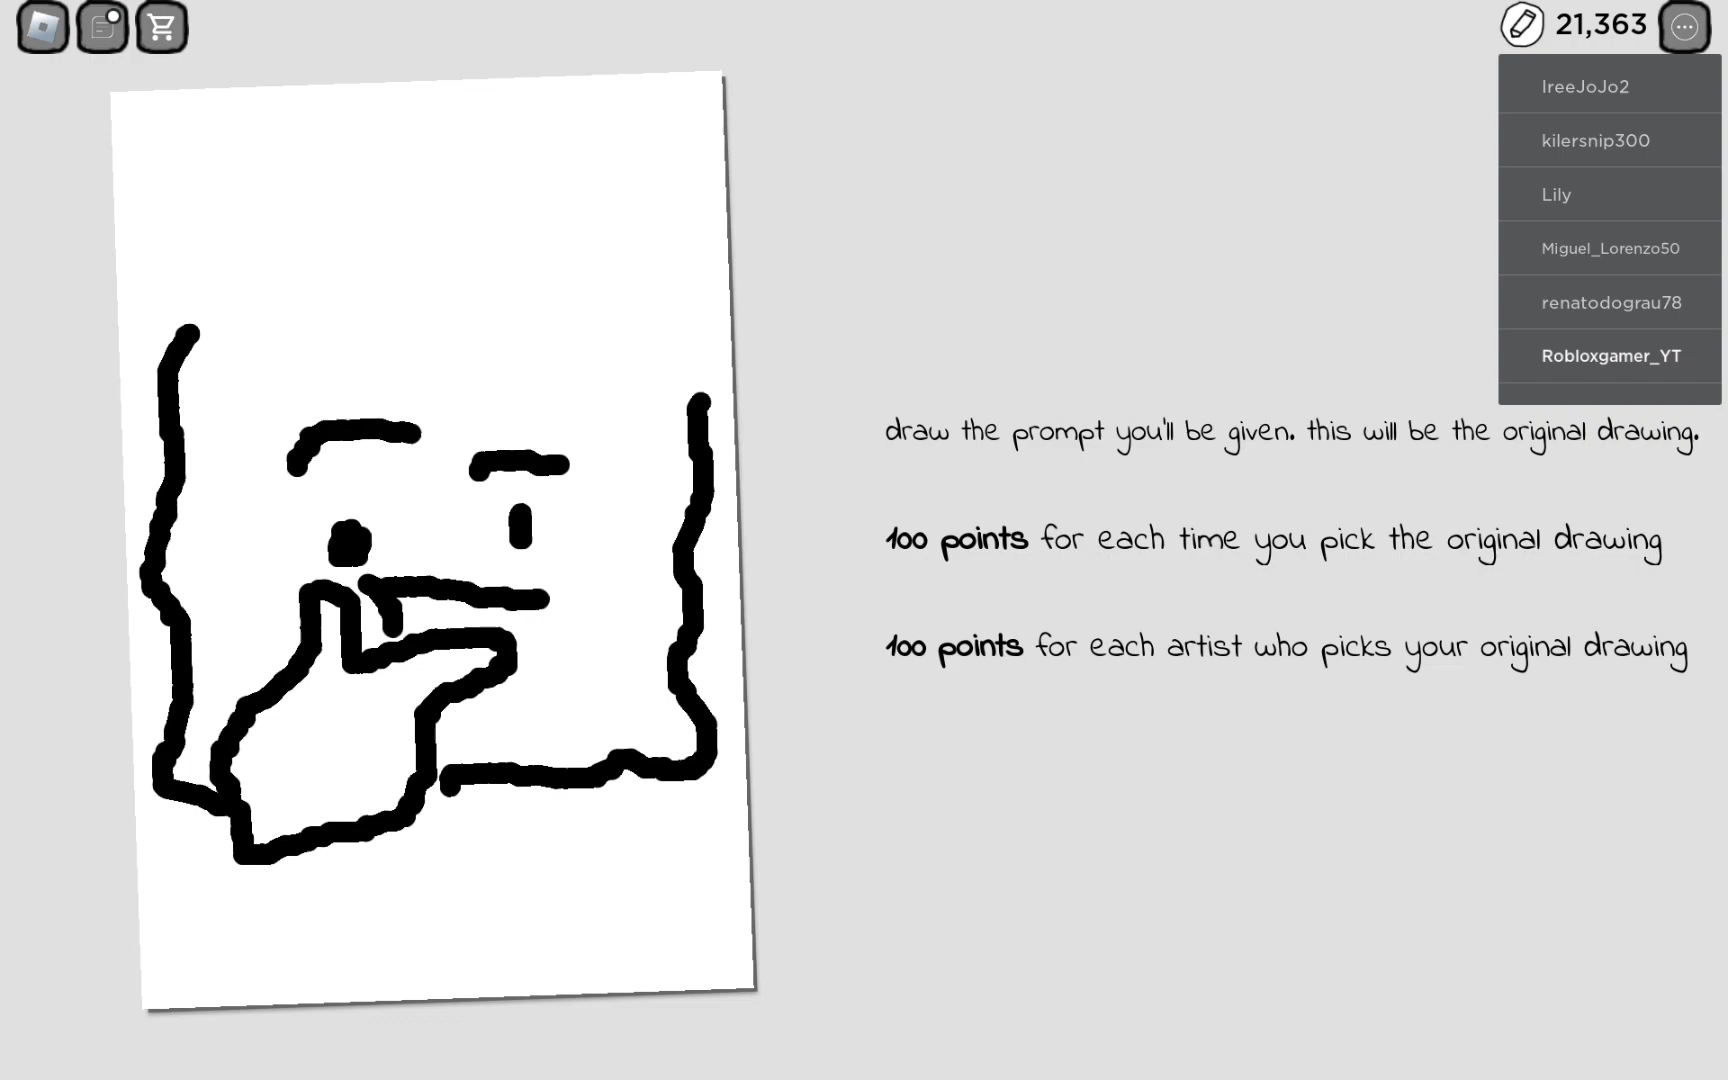 21,363
IreeJoJo2
kilersnip300
Lily
Miguel_Lorenzo50
renatodograu78
Robloxgamer_YT
draw the prompt you'll be given. this will be the original drawing.
100 points for each time you pick the original drawing
100 points for each artist who picks your original drawing